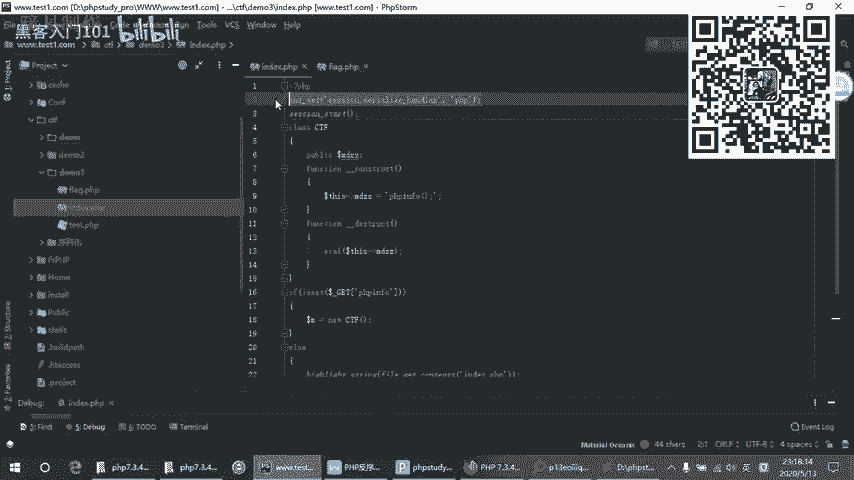 www.test1.com [D:\phpstudy_pro\WWW\www.test1.com] - ...\ctf\demo3\index.php [www.test1.com] - PhpStorm
黑客入门101 bilibili
Tools VCS Window Help
www.test1.com ctf demo3 index.php
Project
index.php
flag.php
cache
Conf
ctf
demo
demo2
demo3
flag.php
test.php
FtPHP
Home
install
Public
static
.buildpath
.htaccess
.project
1 <?php
2 ini_set('session.serialize_handler', 'php');
3 session_start();
4 class CTF
5 {
6 public $mdzz;
7 function __construct()
8 {
9 $this->mdzz = 'phpinfo();';
10 }
11 function __destruct()
12 {
13 eval($this->mdzz);
14 }
15 }
16 if(isset($_GET['phpinfo']))
17 {
18 $m = new CTF();
19 }
20 else
21 {
22 highlight_string(file_get_contents('index.php'));
1: Project
7: Structure
2: Favorites
Debug: index.php
3: Find 5: Debug 6: TODO Terminal
Event Log
Material Oceanic 44 chars 2:1 CRLF UTF-8 4 spaces
php7.3.4... php7.3.4... www.test... PHP反序... phpstudy... PHP 7.3.4... D:\phpst...
23:18:14
2020/5/13